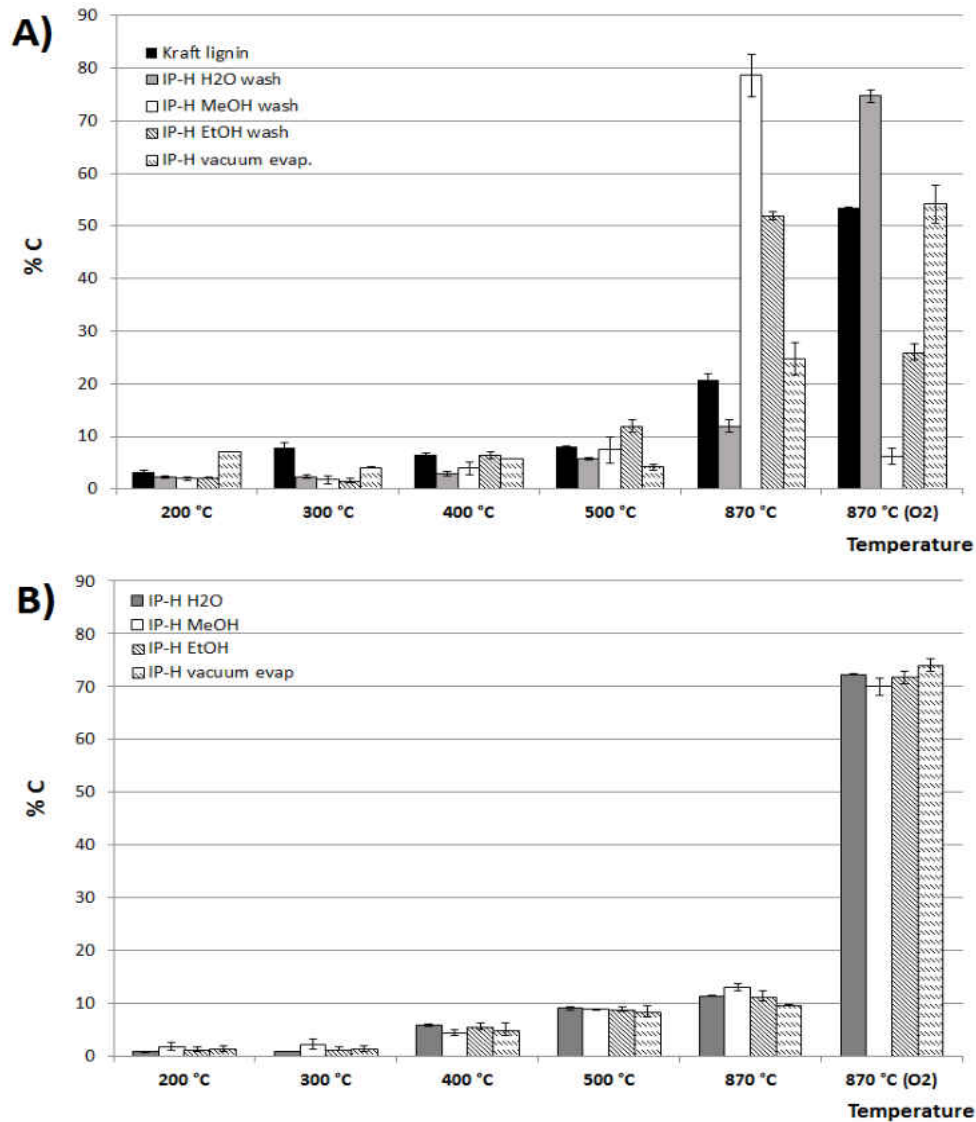 A)
90
80
70
60
50
40
30
20
10
0
% C
Kraft lignin
IP-H H2O wash
IP-H MeOH wash
IP-H EtOH wash
IP-H vacuum evap.
200 °C 300 °C 400 °C 500 °C 870 °C 870 °C (O2)
Temperature
B)
90
80
70
60
50
40
30
20
10
0
% C
IP-H H2O
IP-H MeOH
IP-H EtOH
IP-H vacuum evap
200 °C 300 °C 400 °C 500 °C 870 °C 870 °C (O2)
Temperature